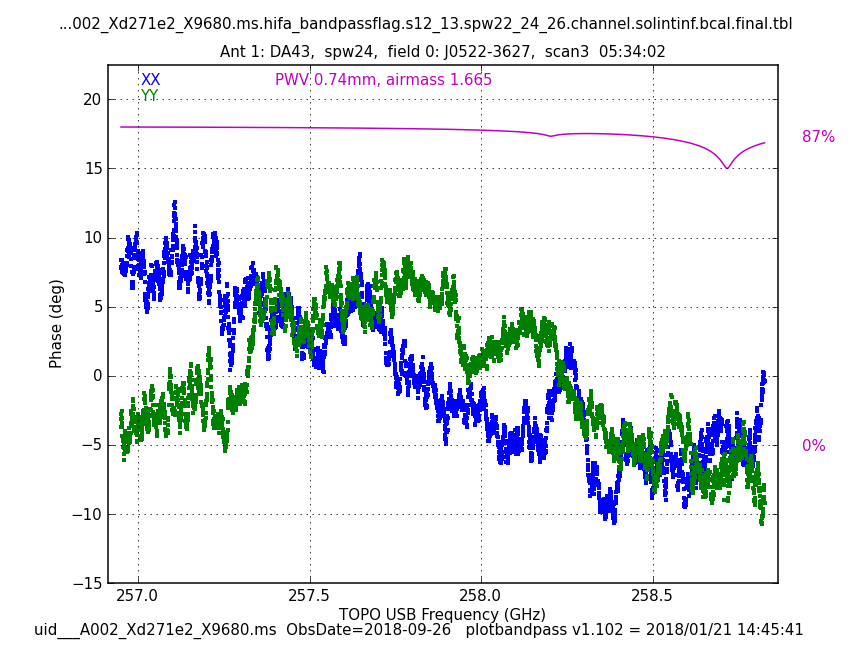 ...002_Xd271e2_X9680.ms.hifa_bandpassflag.s12_13.spw22_24_26.channel.solintinf.bcal.final.tbl
Ant 1: DA43, spw24, field 0: J0522-3627, scan3 05:34:02
XX PWV 0.74mm, airmass 1.665
YY
20
15
10
5
0
−5
−10
−15
Phase (deg)
87%
0%
257.0 257.5 258.0 258.5
TOPO USB Frequency (GHz)
uid___A002_Xd271e2_X9680.ms ObsDate=2018-09-26 plotbandpass v1.102 = 2018/01/21 14:45:41